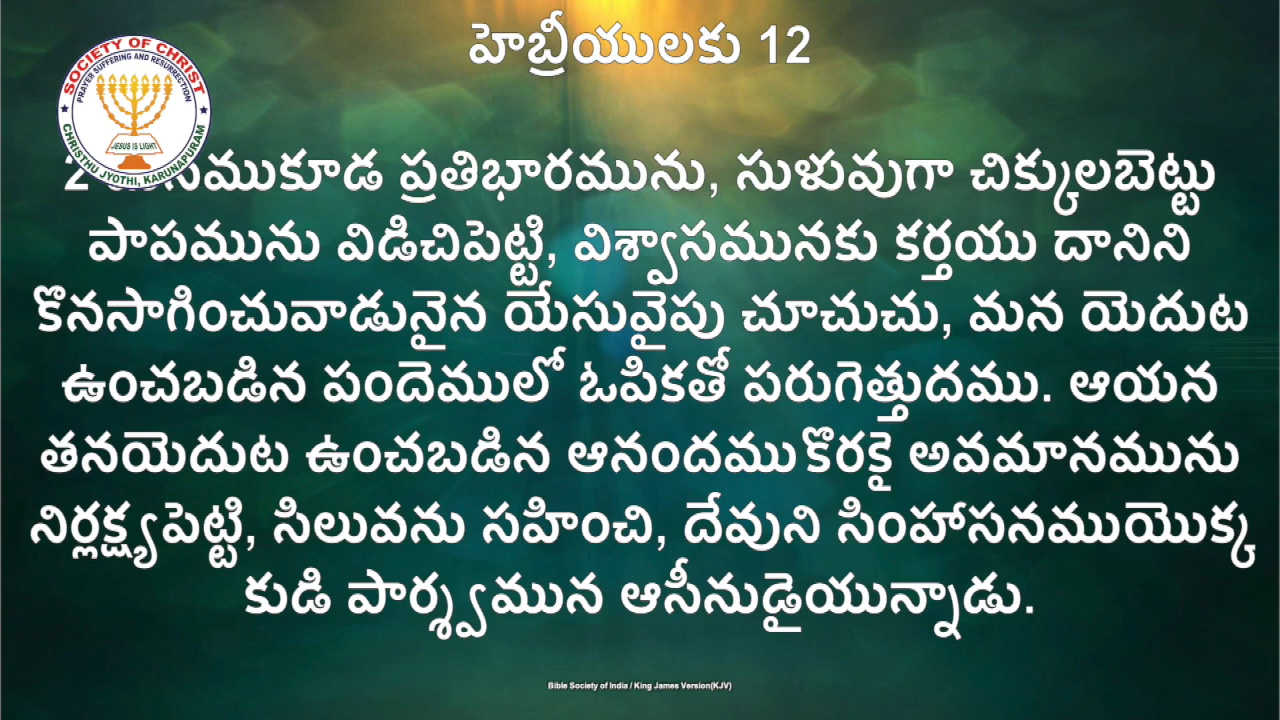 హెబ్రీయులకు 12
SOCIETY OF CHRIST
PRAYER SUFFERING AND RESURRECTION
JESUS IS LIGHT
CHRISTHU JYOTHI, KARUNAPURAM
2 ప్రతిభారమును, సుళువుగా చిక్కులబెట్టు
పాపమును విడిచిపెట్టి, విశ్వాసమునకు కర్తయు దానిని
కొనసాగించువాడునైన యేసువైపు చూచుచు, మన యెదుట
ఉంచబడిన పందెములో ఓపికతో పరుగెత్తుదము. ఆయన
తనయెదుట ఉంచబడిన ఆనందముకొరకై అవమానమును
నిర్లక్ష్యపెట్టి, సిలువను సహించి, దేవుని సింహాసనముయొక్క
కుడి పార్శ్వమున ఆసీనుడైయున్నాడు.
Bible Society of India / King James Version(KJV)